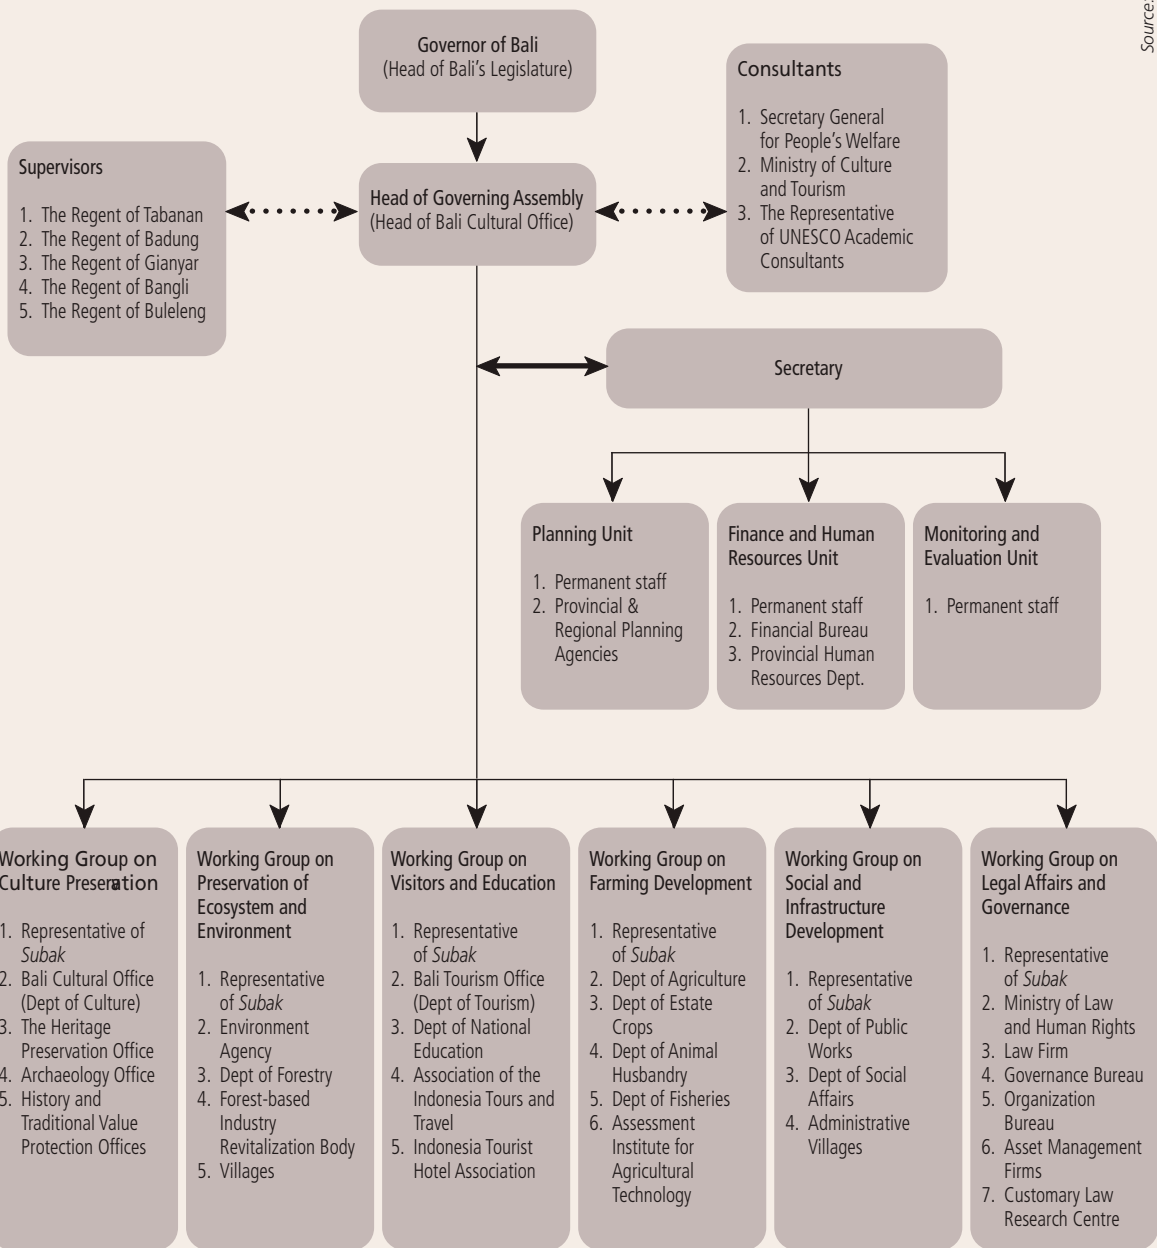 Source:
Governor of Bali
(Head of Bali's Legislature)
Consultants
1. Secretary General
for People's Welfare
2. Ministry of Culture
and Tourism
3. The Representative
of UNESCO Academic
Consultants
Supervisors
1. The Regent of Tabanan
2. The Regent of Badung
3. The Regent of Gianyar
4. The Regent of Bangli
5. The Regent of Buleleng
Head of Governing Assembly
(Head of Bali Cultural Office)
Secretary
Planning Unit
1. Permanent staff
2. Provincial &
Regional Planning
Agencies
Finance and Human
Resources Unit
1. Permanent staff
2. Financial Bureau
3. Provincial Human
Resources Dept.
Monitoring and
Evaluation Unit
1. Permanent staff
Working Group on
Culture Preservation
1. Representative of
Subak
2. Bali Cultural Office
(Dept of Culture)
3. The Heritage
Preservation Office
4. Archaeology Office
5. History and
Traditional Value
Protection Offices
Working Group on
Preservation of
Ecosystem and
Environment
1. Representative
of Subak
2. Environment
Agency
3. Dept of Forestry
4. Forest-based
Industry
Revitalization Body
5. Villages
Working Group on
Visitors and Education
1. Representative
of Subak
2. Bali Tourism Office
(Dept of Tourism)
3. Dept of National
Education
4. Association of the
Indonesia Tours and
Travel
5. Indonesia Tourist
Hotel Association
Working Group on
Farming Development
1. Representative
of Subak
2. Dept of Agriculture
3. Dept of Estate
Crops
4. Dept of Animal
Husbandry
5. Dept of Fisheries
6. Assessment
Institute for
Agricultural
Technology
Working Group on
Social and
Infrastructure
Development
1. Representative
of Subak
2. Dept of Public
Works
3. Dept of Social
Affairs
4. Administrative
Villages
Working Group on
Legal Affairs and
Governance
1. Representative
of Subak
2. Ministry of Law
and Human Rights
3. Law Firm
4. Governance Bureau
5. Organization
Bureau
6. Asset Management
Firms
7. Customary Law
Research Centre